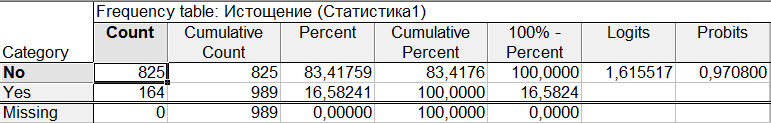 Frequency table: Истощение (Статистика1)
Category Count Cumulative Count Percent Cumulative Percent 100% - Percent Logits Probits
No 825 825 83,41759 83,4176 100,0000 1,615517 0,970800
Yes 164 989 16,58241 100,0000 16,5824
Missing 0 989 0,00000 100,0000 0,0000